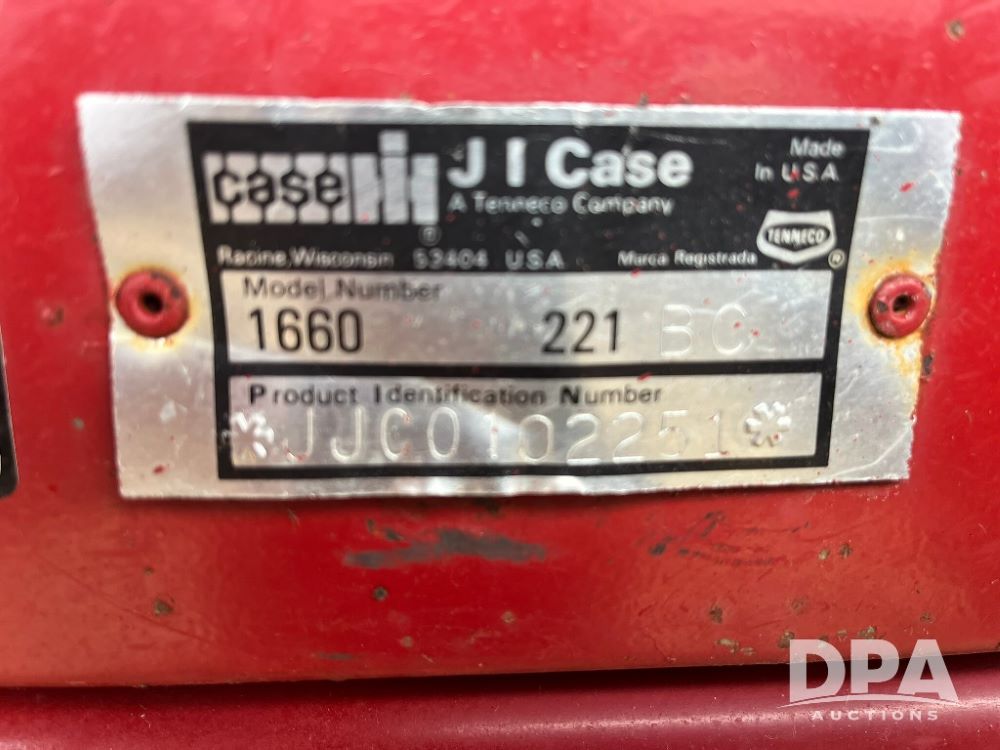 case IH ®
J I Case
A Tenneco Company
Made
In U.S.A.
Racine, Wisconsin 53404 U.S.A.
Marca Registrada
TENNECO ®
Model Number
1660 221 BC
Product Identification Number
*JJC0102251*
DPA
AUCTIONS